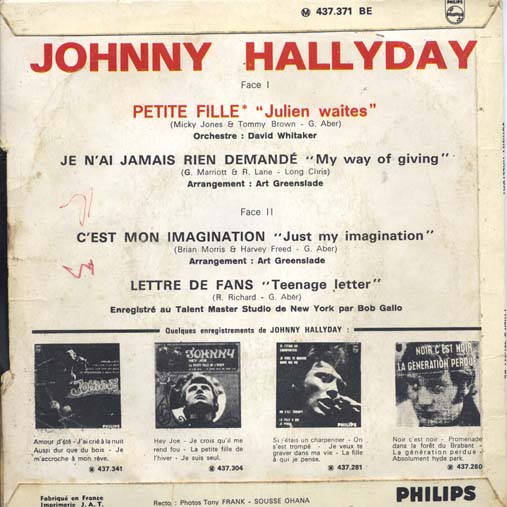 Ⓜ 437.371 BE
PHILIPS
JOHNNY HALLYDAY
Face I
PETITE FILLE* "Julien waites"
(Micky Jones & Tommy Brown - G. Aber)
Orchestre : David Whitaker
JE N'AI JAMAIS RIEN DEMANDÉ "My way of giving"
(G. Marriott & R. Lane - Long Chris)
Arrangement : Art Greenslade
Face II
C'EST MON IMAGINATION "Just my imagination"
(Brian Morris & Harvey Freed - G. Aber)
Arrangement : Art Greenslade
LETTRE DE FANS "Teenage letter"
(R. Richard - G. Abèr)
Enregistré au Talent Master Studio de New York par Bob Gallo
Quelques enregistrements de JOHNNY HALLYDAY :
JOHNNY
JOHNNY
NOIR C'EST NOIR
LA GENERATION PERDUE
PHILIPS
PHILIPS
Amour d'été - J'ai crié à la nuit
Aussi dur que du bois - Je
m'accroche à mon rêve.
437.341
Hey Joe - Je crois qu'il me
rend fou - La petite fille de
l'hiver - Je suis seul.
437.304
Si j'étais un charpentier - On
s'est trompé - Je veux te
graver dans ma vie - La fille
à qui je pense.
437.281
Noir c'est noir - Promenade
dans la forêt du Brabant -
La génération perdue -
Absolument hyde park.
437.260
Fabriqué en France
Imprimerie J. A. T.
Recto : Photos Tony FRANK - SOUSSE OHANA
PHILIPS